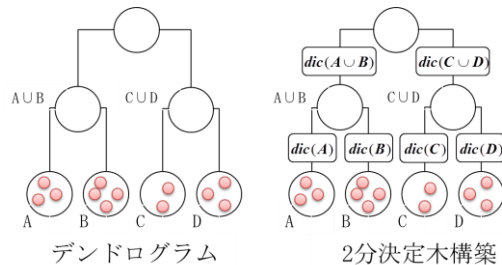 dic(A∪B)
dic(C∪D)
A∪B
C∪D
A∪B
C∪D
dic(A)
dic(B)
dic(C)
dic(D)
A
B
C
D
A
B
C
D
デンドログラム
2分決定木構築